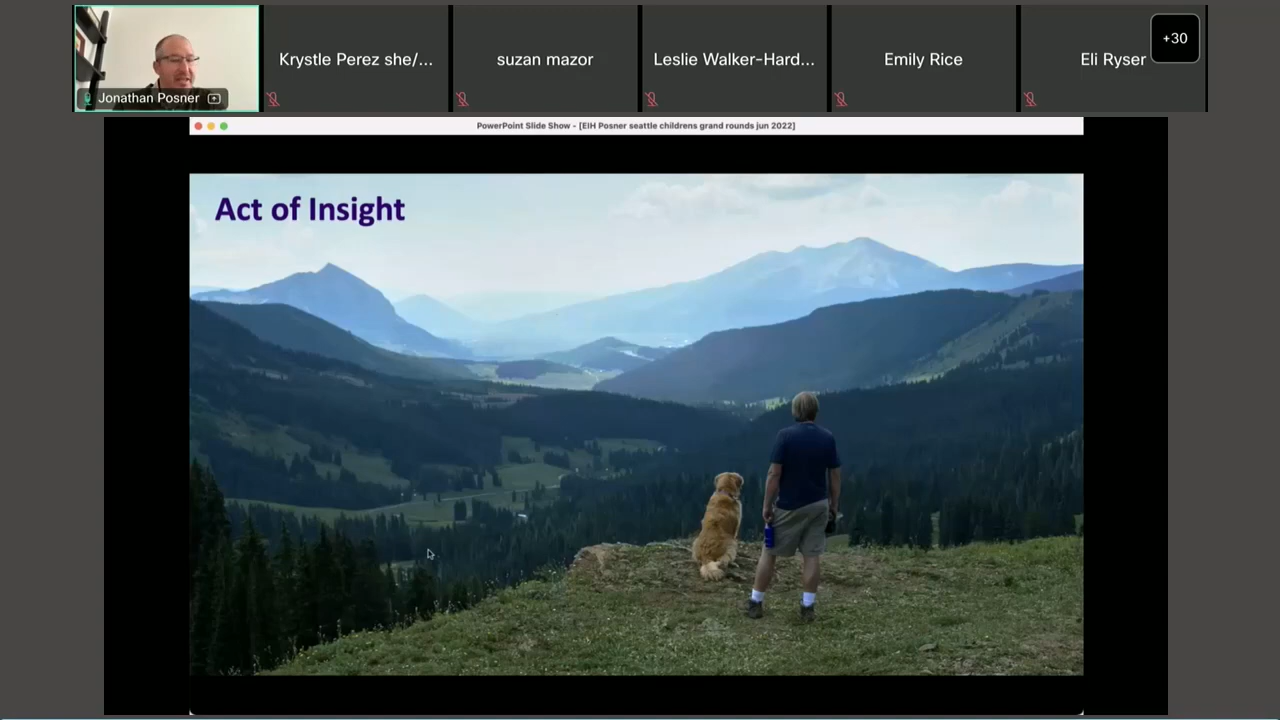 Jonathan Posner
Krystle Perez she/...
suzan mazor
Leslie Walker-Hard...
Emily Rice
Eli Ryser
+30
PowerPoint Slide Show - [EIH Posner seattle childrens grand rounds jun 2022]
Act of Insight